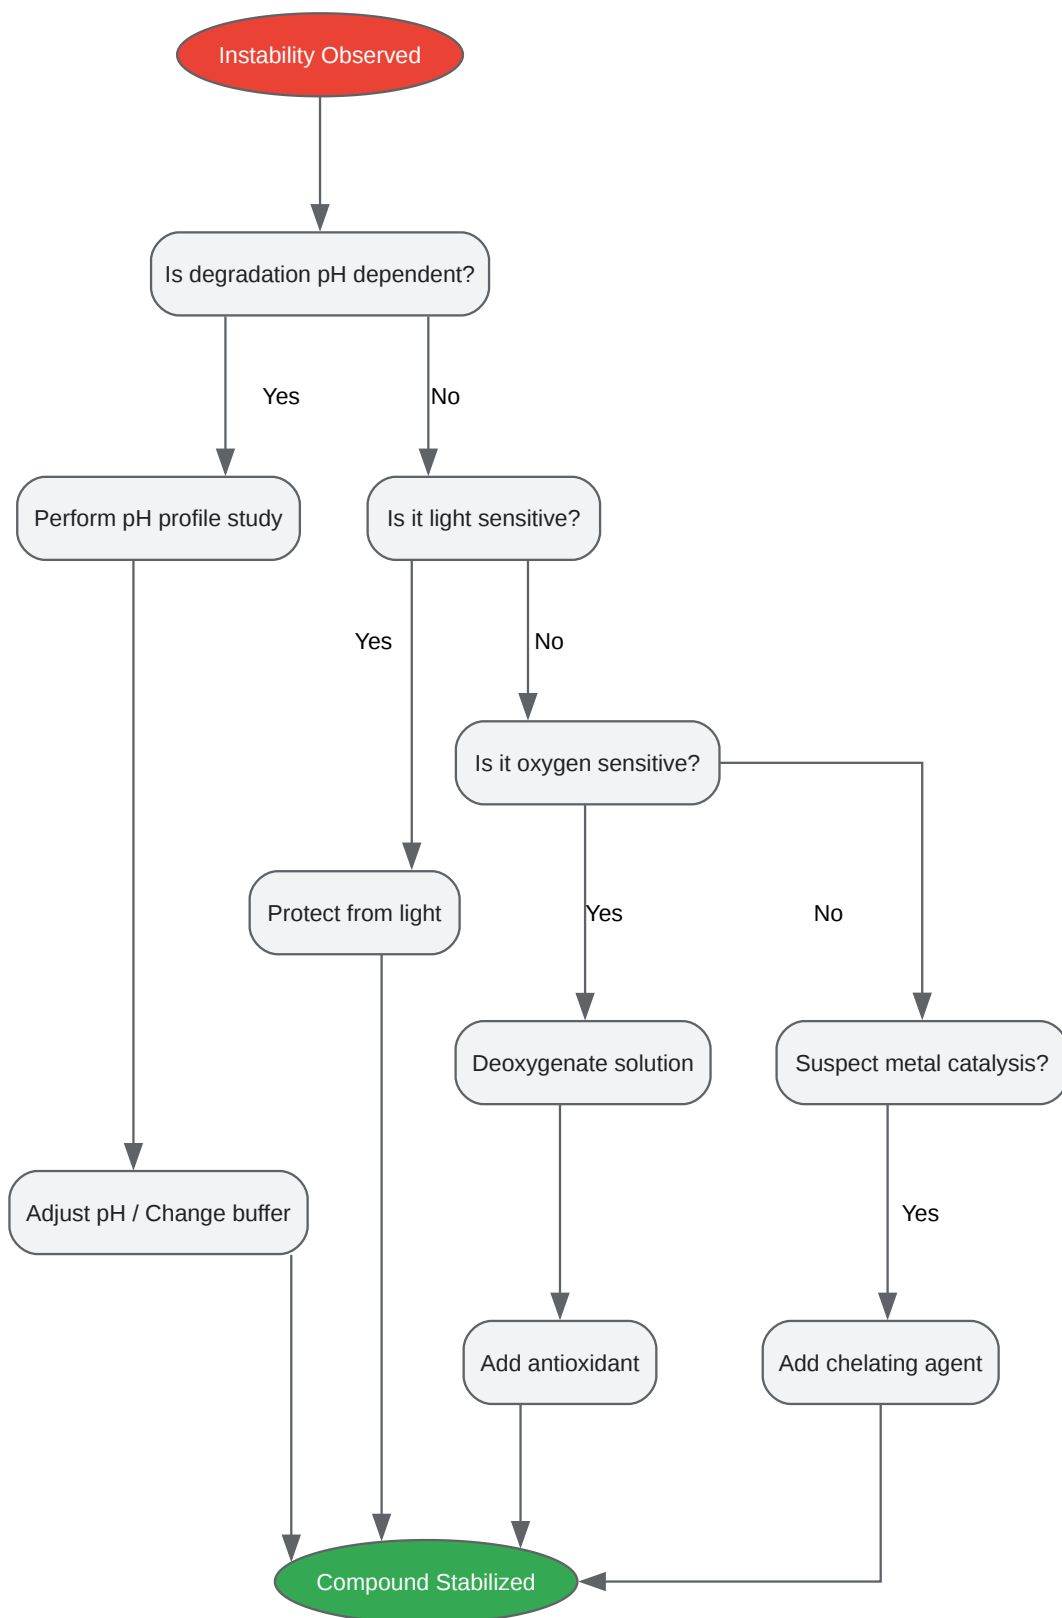 Instability Observed
Is degradation pH dependent?
Yes
No
Perform pH profile study
Is it light sensitive?
Yes
No
Is it oxygen sensitive?
Protect from light
Yes
No
Deoxygenate solution
Suspect metal catalysis?
Adjust pH / Change buffer
Yes
Add antioxidant
Add chelating agent
Compound Stabilized